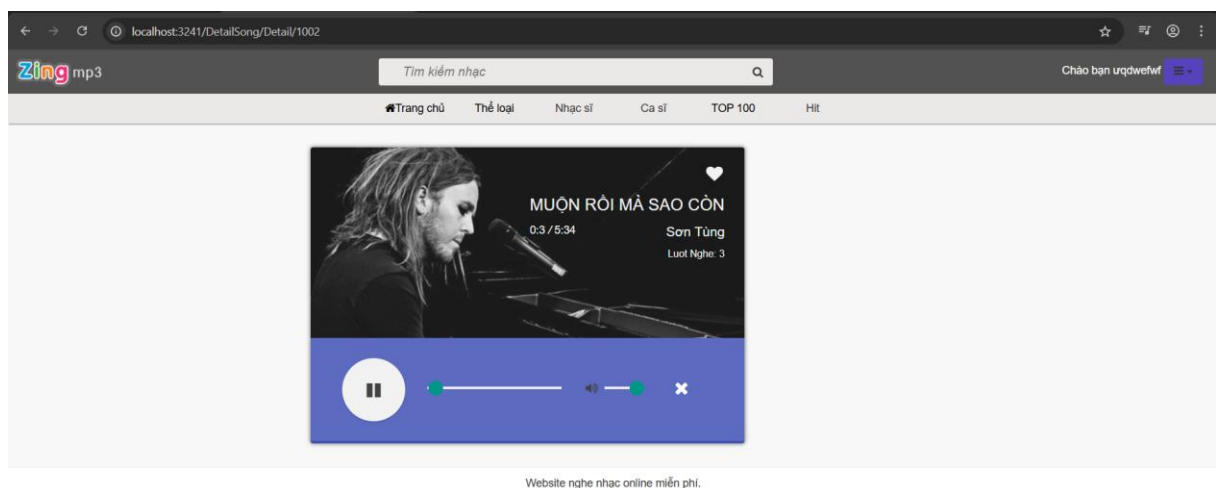 localhost:3241/DetailSong/Detail/1002
Zing mp3
Tìm kiếm nhạc
Chào bạn ưqdwefwf
Trang chủ Thể loại Nhạc sĩ Ca sĩ TOP 100 Hit
MUỘN RỒI MÀ SAO CÒN
0:3 / 5:34 Sơn Tùng
Luot Nghe: 3
Website nghe nhạc online miễn phí.